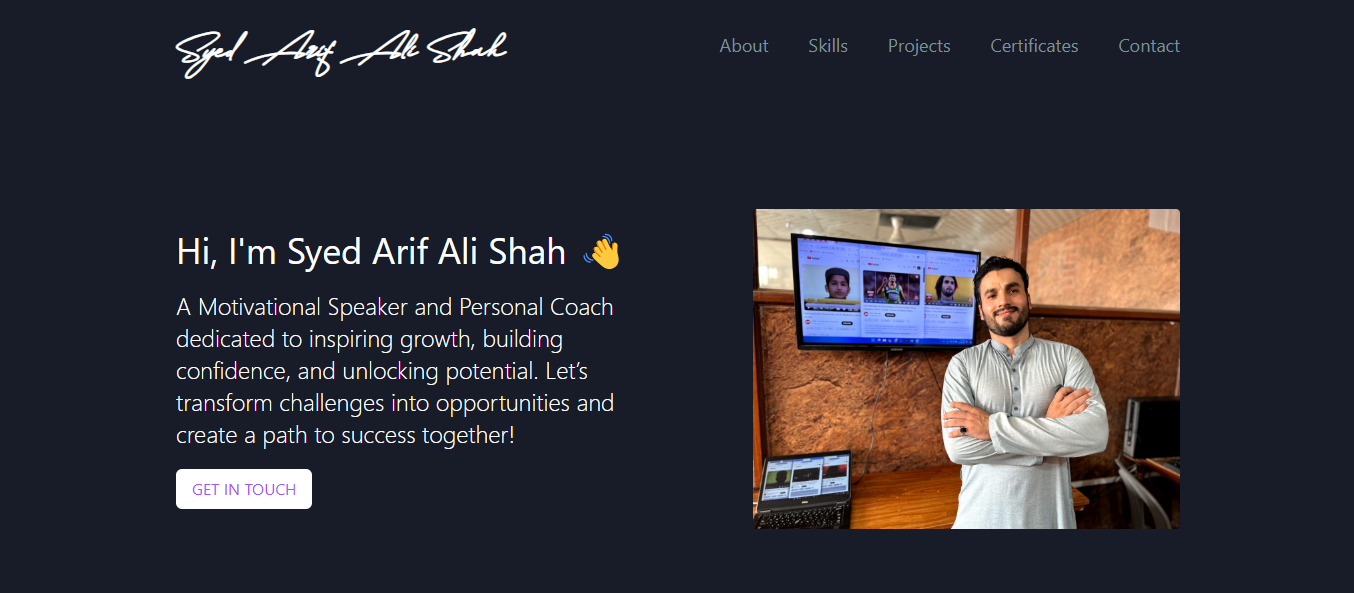 Syed Arif Ali Shah
About Skills Projects Certificates Contact
Hi, I'm Syed Arif Ali Shah 👋
A Motivational Speaker and Personal Coach
dedicated to inspiring growth, building
confidence, and unlocking potential. Let’s
transform challenges into opportunities and
create a path to success together!
GET IN TOUCH